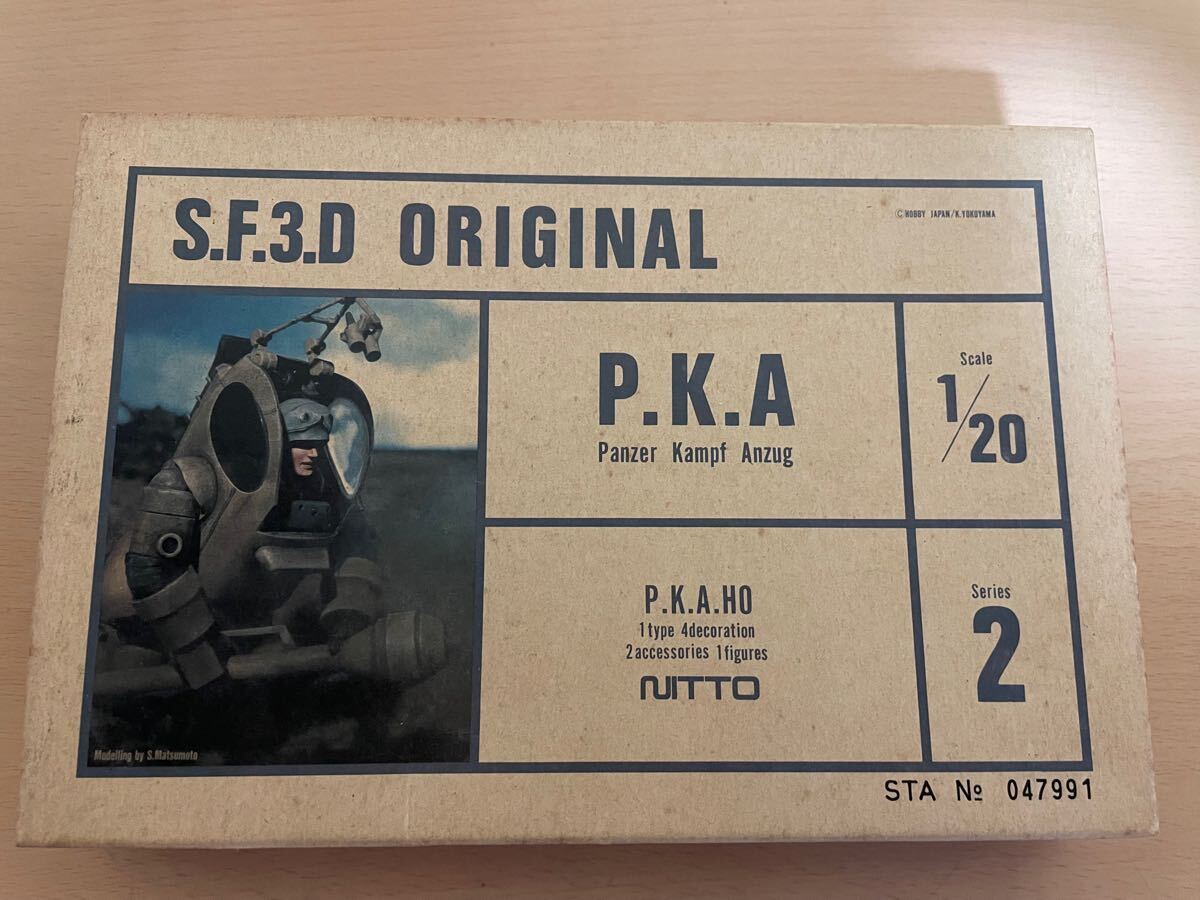 S.F.3.D ORIGINAL
© HOBBY JAPAN/K.YOKOYAMA
P.K.A
Panzer Kampf Anzug
Scale
1/20
P.K.A.HO
1type 4decoration
2accessories 1figures
NITTO
Series
2
Modelling by S.Matsumoto
STA № 047991